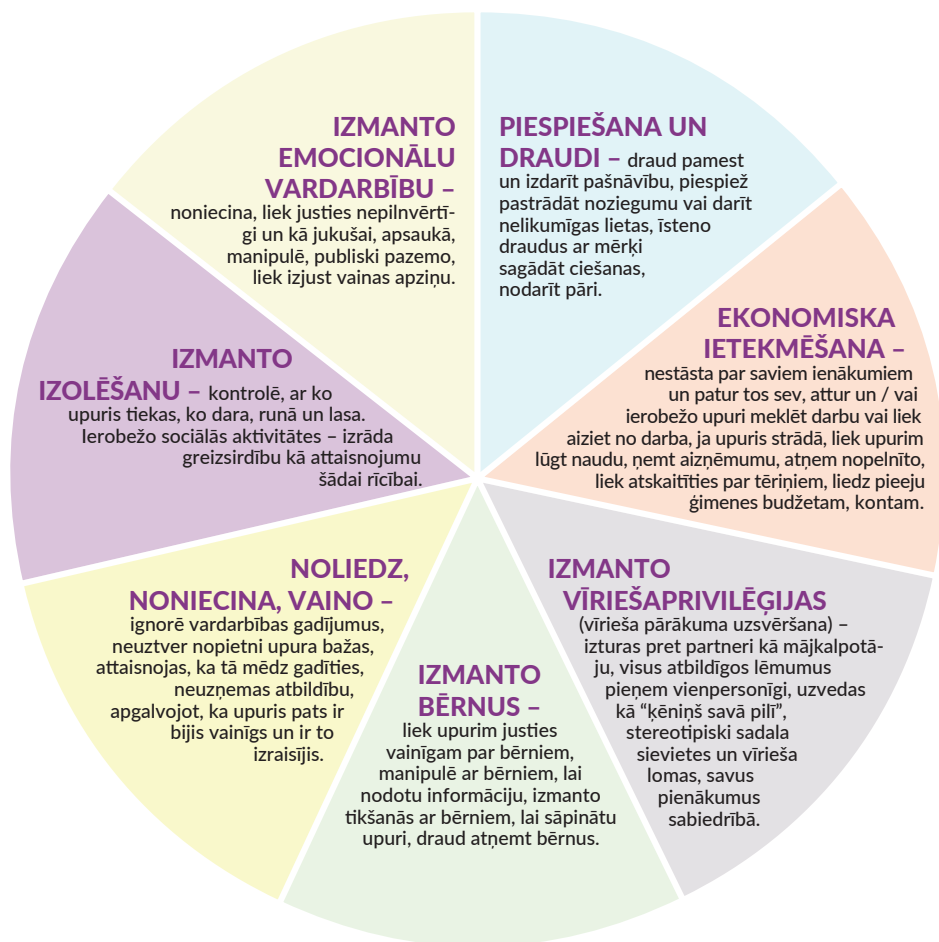 IZMANTO
EMOCIONĀLU
VARDARBĪBU –
noniecina, liek justies nepilnvērtī-
gi un kā jukušai, apsaukā,
manipulē, publiski pazemo,
liek izjust vainas apziņu.
PIESPIEŠANA UN
DRAUDI – draud pamest
un izdarīt pašnāvību, piespiež
pastrādāt noziegumu vai darīt
nelikumīgas lietas, īsteno
draudus ar mērķi
sagādāt ciešanas,
nodarīt pāri.
EKONOMISKA
IETEKMĒŠANA –
nestāsta par saviem ienākumiem
un patur tos sev, attur un / vai
ierobežo upuri meklēt darbu vai liek
aiziet no darba, ja upuris strādā, liek upurim
lūgt naudu, ņemt aizņēmumu, atņem nopelnīto,
liek atskaitīties par tēriņiem, liedz pieeju
ģimenes budžetam, kontam.
IZMANTO
VĪRIEŠAPRIVILĒĢIJAS
(vīrieša pārākuma uzsvēršana) –
izturas pret partneri kā mājkalpotā-
ju, visus atbildīgos lēmumus
pieņem vienpersonīgi, uzvedas
kā “ķēniņš savā pilī”,
stereotipiski sadala
sievietes un vīrieša
lomas, savus
pienākumus
sabiedrībā.
IZMANTO
BĒRNUS –
liek upurim justies
vainīgam par bērniem,
manipulē ar bērniem, lai
nodotu informāciju, izmanto
tikšanās ar bērniem, lai sāpinātu
upuri, draud atņemt bērnus.
NOLIEDZ,
NONIECINA, VAINO –
ignorē vardarbības gadījumus,
neuztver nopietni upura bažas,
attaisnojas, ka tā mēdz gadīties,
neuzņemas atbildību,
apgalvojot, ka upuris pats ir
bijis vainīgs un ir to
izraisījis.
IZMANTO
IZOLĒŠANU – kontrolē, ar ko
upuris tiekas, ko dara, runā un lasa.
Ierobežo sociālās aktivitātes – izrāda
greizsirdību kā attaisnojumu
šādai rīcībai.